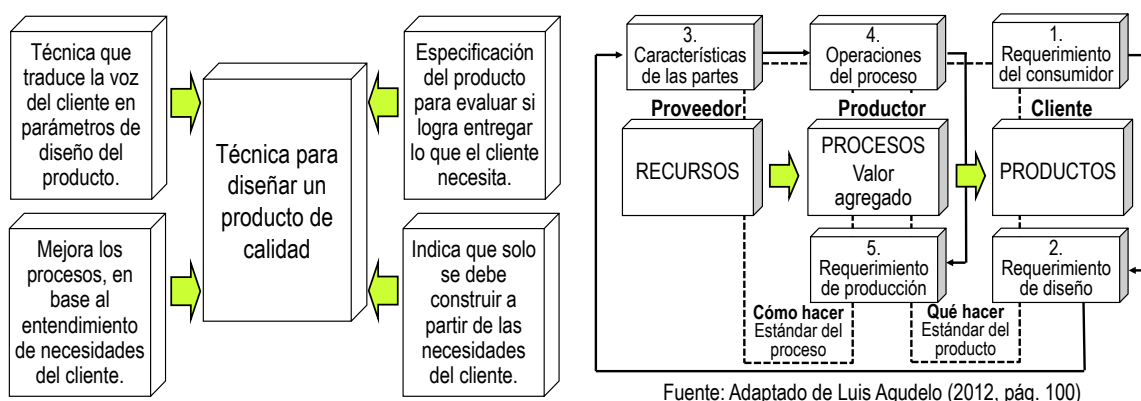 Técnica que
traduce la voz
del cliente en
parámetros de
diseño del
producto.
Mejora los
procesos, en
base al
entendimiento
de necesidades
del cliente.
Técnica para
diseñar un
producto de
calidad
Especificación
del producto
para evaluar si
logra entregar
lo que el cliente
necesita.
Indica que solo
se debe
construir a
partir de las
necesidades
del cliente.
3.
Características
de las partes
4.
Operaciones
del proceso
1.
Requerimiento
del consumidor
Proveedor
Productor
Cliente
RECURSOS
PROCESOS
Valor
agregado
PRODUCTOS
5.
Requerimiento
de producción
2.
Requerimiento
de diseño
Cómo hacer
Estándar del
proceso
Qué hacer
Estándar del
producto
Fuente: Adaptado de Luis Agudelo (2012, pág. 100)